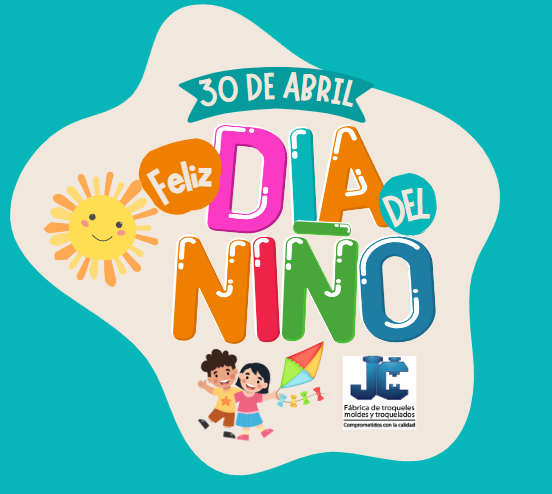 30 DE ABRIL
Feliz
DIA
DEL
NIÑO
JC
Fábrica de troqueles
moldes y troquelados
Comprometidos con la calidad